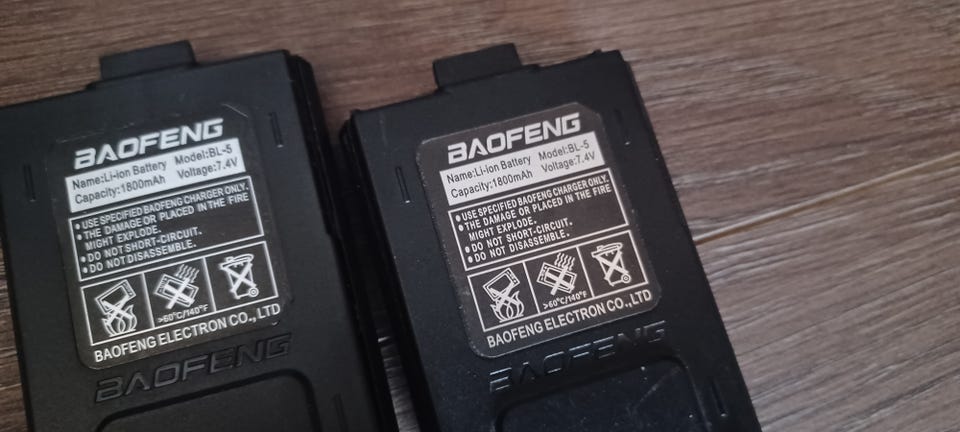 BAOFENG
Name:Li-ion Battery Model:BL-5
Capacity:1800mAh Voltage:7.4V
● USE SPECIFIED BAOFENG CHARGER ONLY.
● THE DAMAGE OR PLACED IN THE FIRE
MIGHT EXPLODE.
● DO NOT SHORT-CIRCUIT.
● DO NOT DISASSEMBLE.
>60°C/140°F
BAOFENG ELECTRON CO., LTD
BAOFENG
BAOFENG
Name:Li-ion Battery Model:BL-5
Capacity:1800mAh Voltage:7.4V
● USE SPECIFIED BAOFENG CHARGER ONLY.
● THE DAMAGE OR PLACED IN THE FIRE
MIGHT EXPLODE.
● DO NOT SHORT-CIRCUIT.
● DO NOT DISASSEMBLE.
>60°C/140°F
BAOFENG ELECTRON CO., LTD
BAOFENG